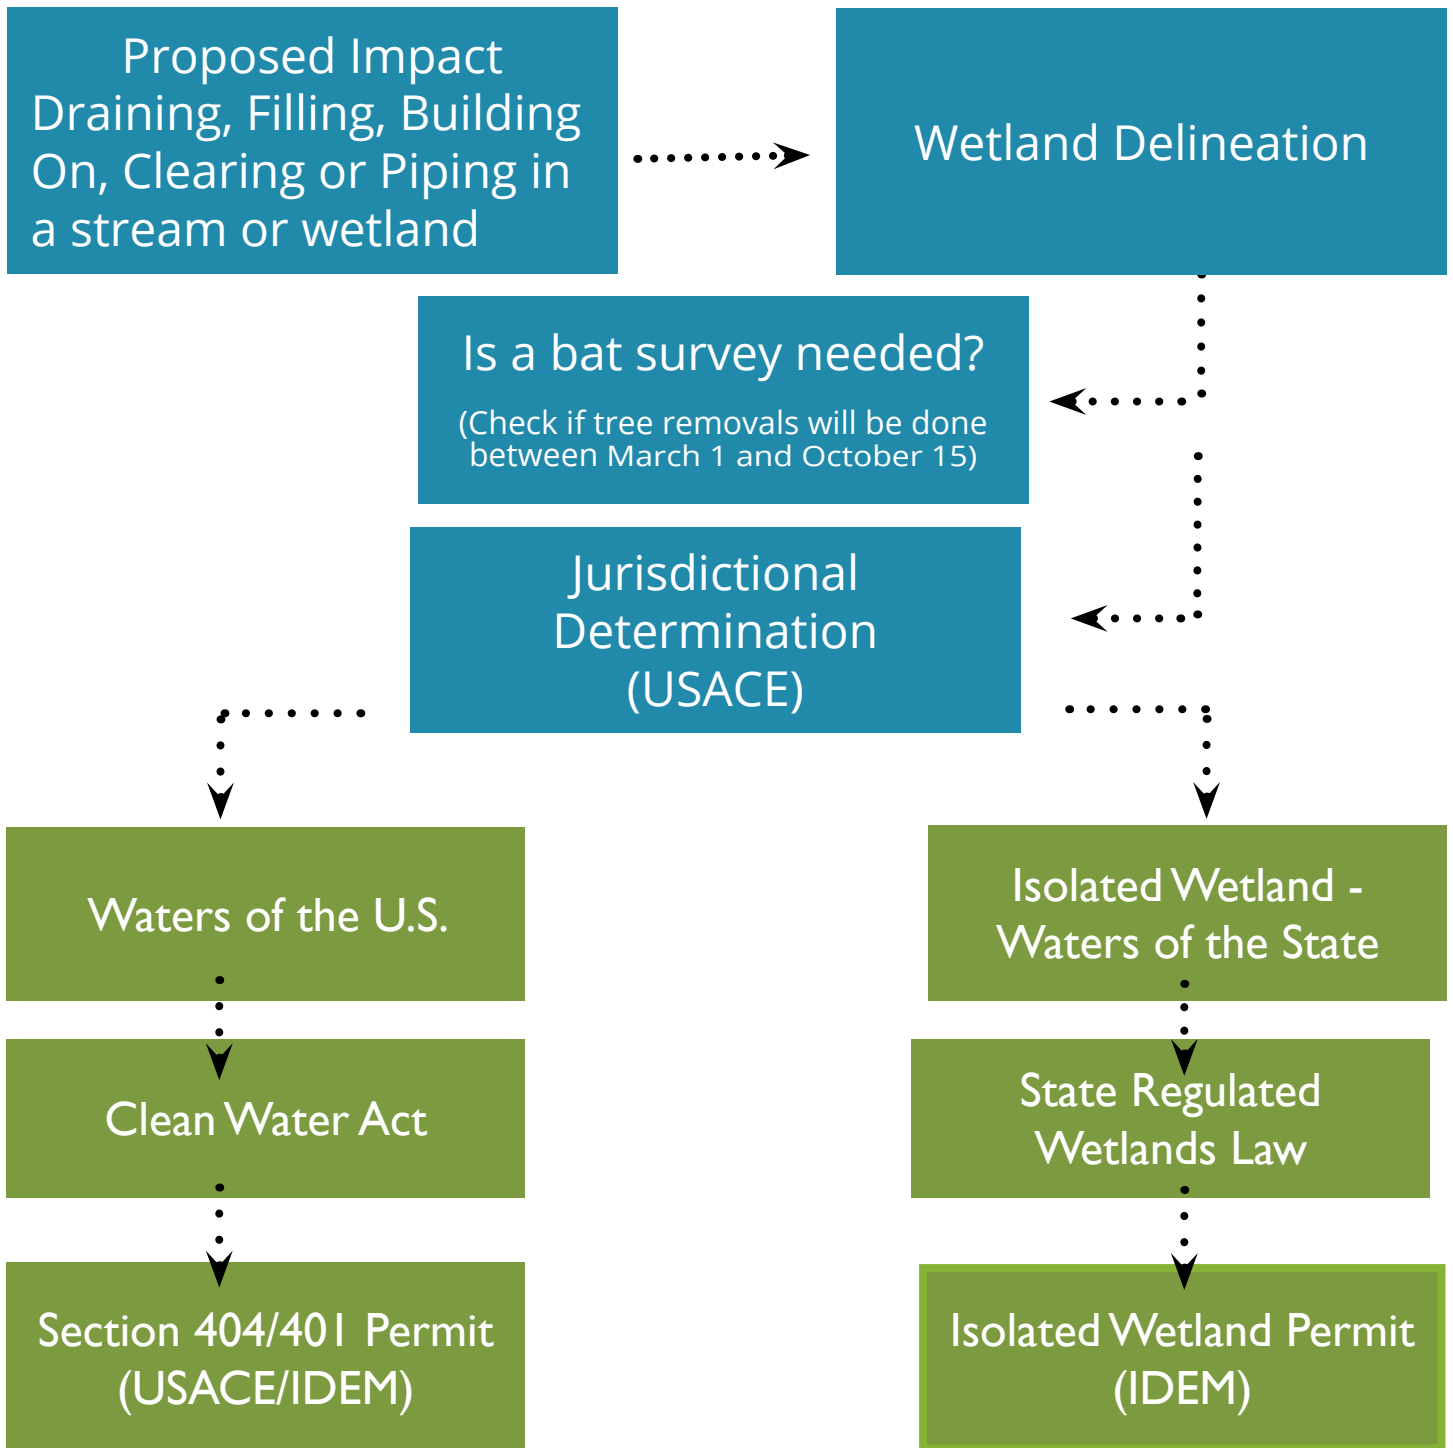 Proposed Impact
Draining, Filling, Building
On, Clearing or Piping in
a stream or wetland
Wetland Delineation
Is a bat survey needed?
(Check if tree removals will be done
between March 1 and October 15)
Jurisdictional
Determination
(USACE)
Waters of the U.S.
Isolated Wetland -
Waters of the State
Clean Water Act
State Regulated
Wetlands Law
Section 404/401 Permit
(USACE/IDEM)
Isolated Wetland Permit
(IDEM)